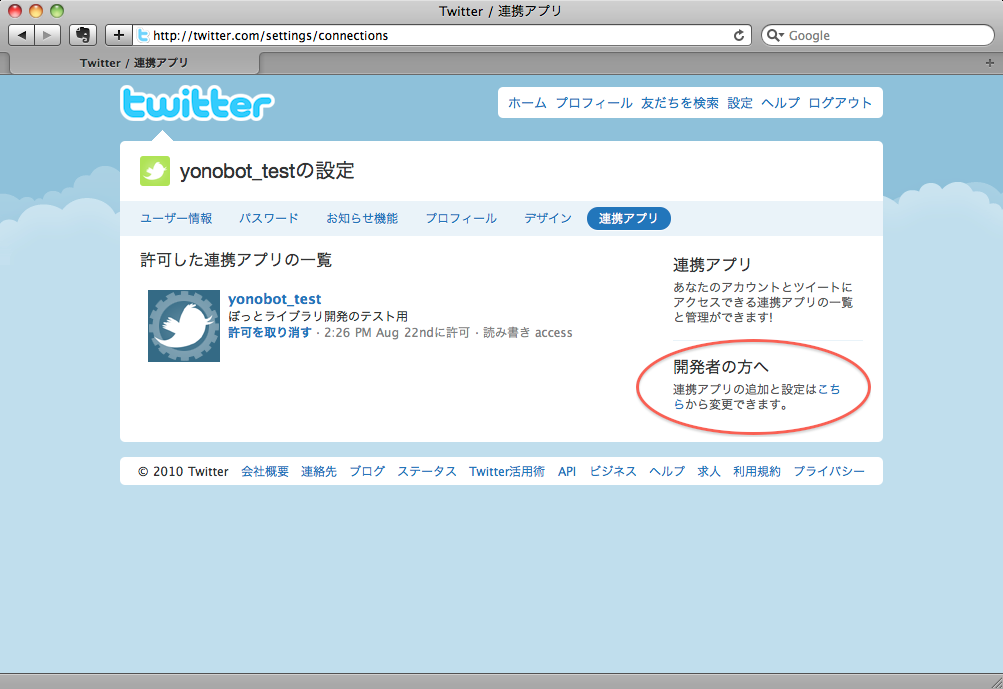 Twitter / 連携アプリ
http://twitter.com/settings/connections
Google
Twitter / 連携アプリ
twitter
ホーム プロフィール 友だちを検索 設定 ヘルプ ログアウト
yonobot_testの設定
ユーザー情報 パスワード お知らせ機能 プロフィール デザイン 連携アプリ
許可した連携アプリの一覧
yonobot_test
ぼっとライブラリ開発のテスト用
許可を取り消す · 2:26 PM Aug 22ndに許可 · 読み書き access
連携アプリ
あなたのアカウントとツイートに
アクセスできる連携アプリの一覧
と管理ができます!
開発者の方へ
連携アプリの追加と設定はこち
らから変更できます。
© 2010 Twitter 会社概要 連絡先 ブログ ステータス Twitter活用術 API ビジネス ヘルプ 求人 利用規約 プライバシー